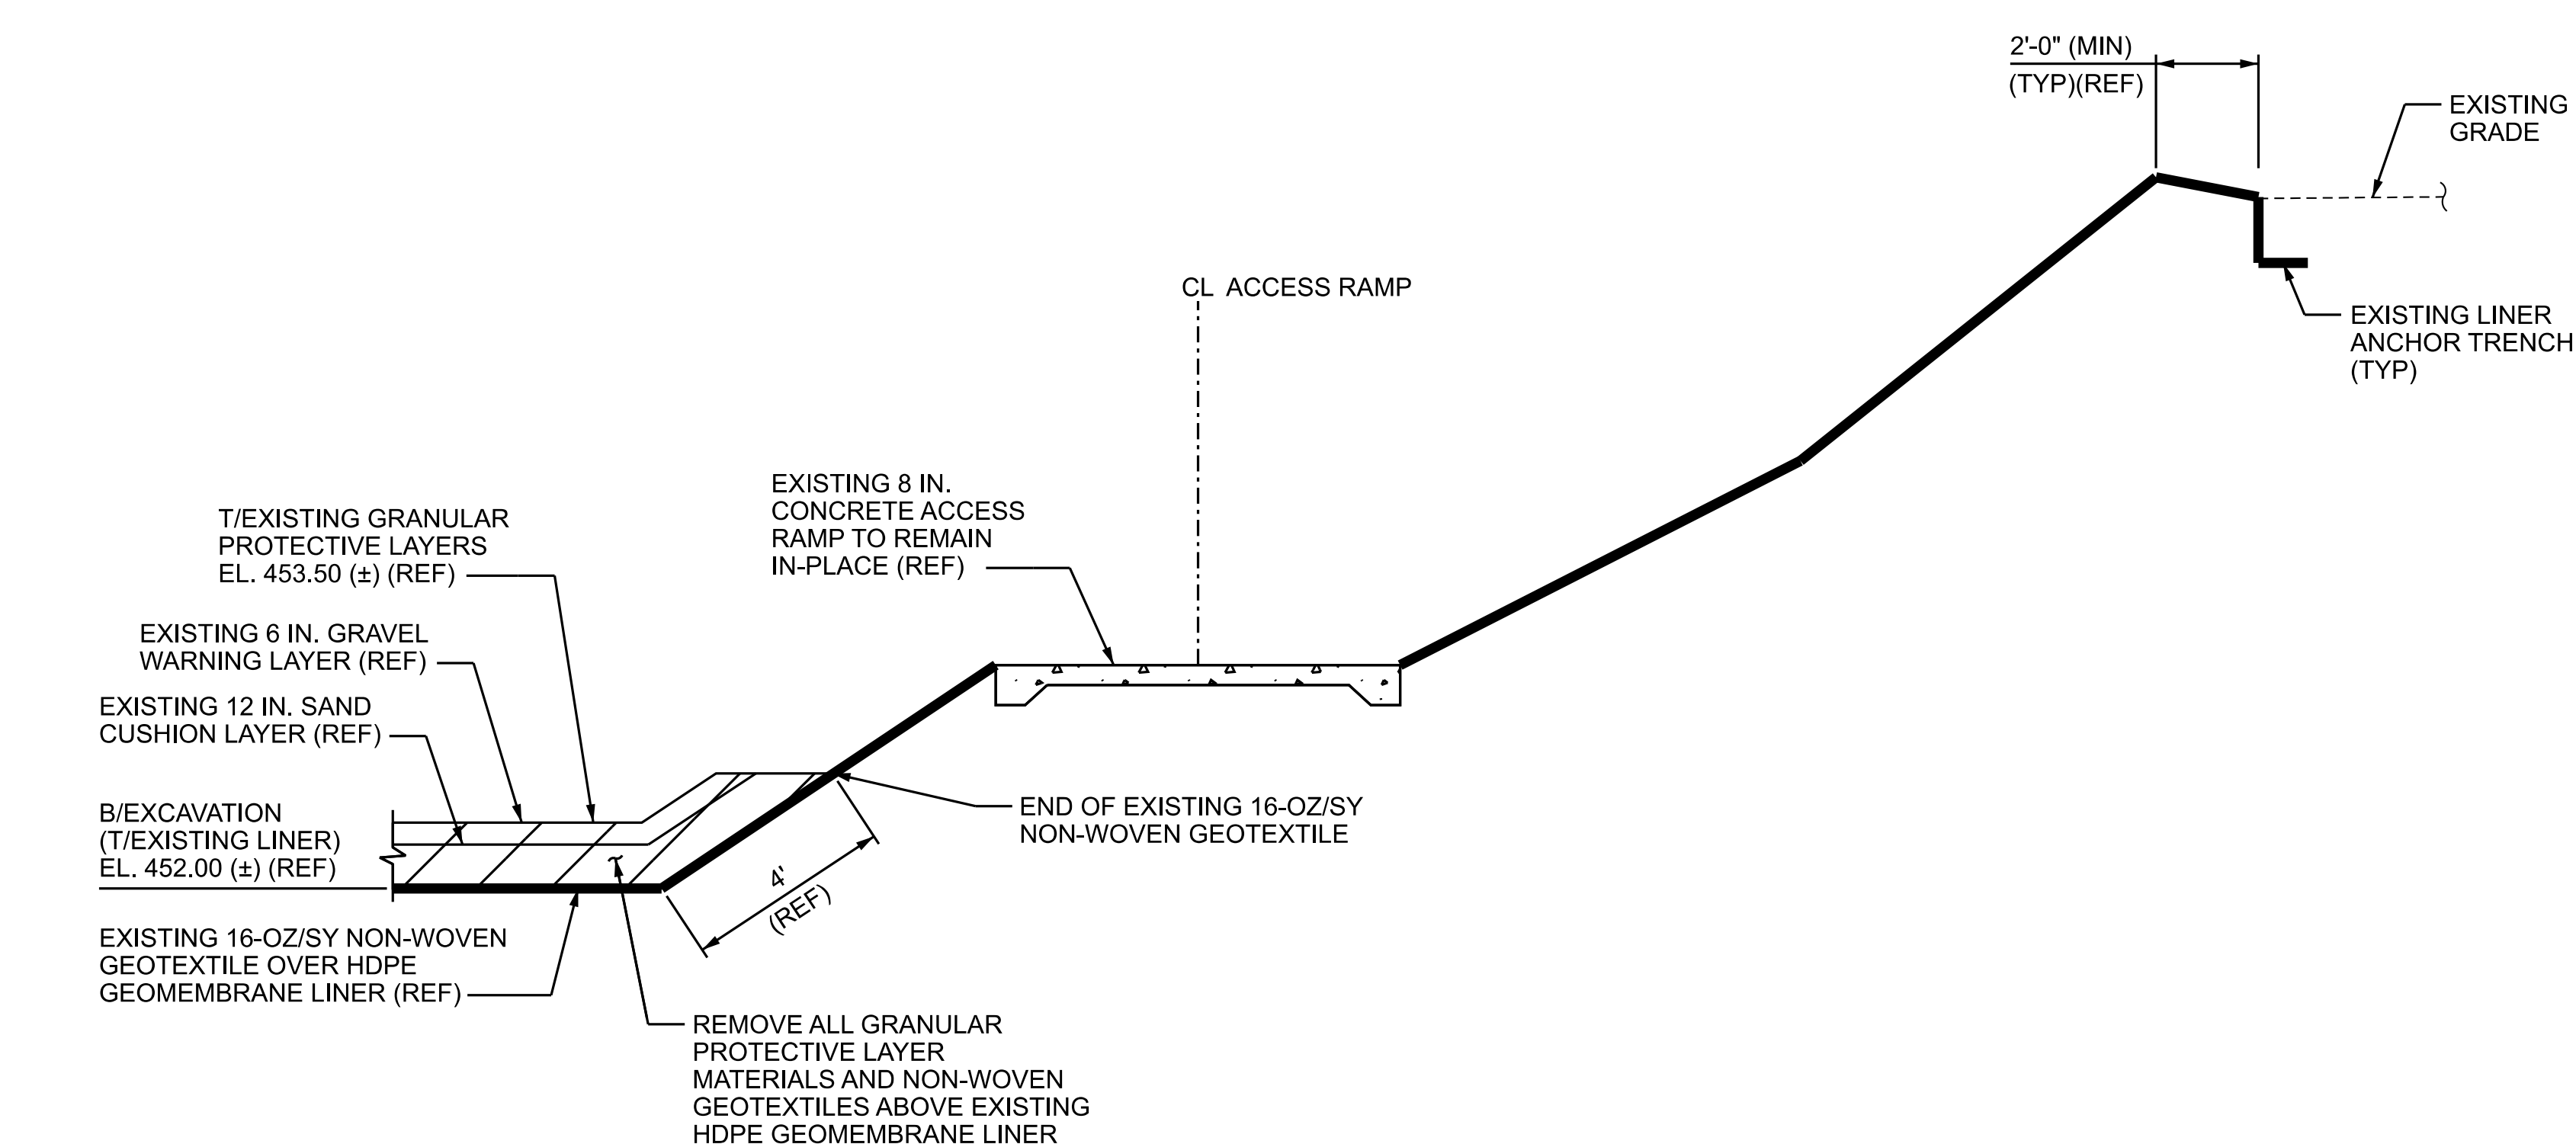 2'-0" (MIN)
(TYP)(REF)
EXISTING
GRADE
CL ACCESS RAMP
EXISTING LINER
ANCHOR TRENCH
(TYP)
EXISTING 8 IN.
CONCRETE ACCESS
RAMP TO REMAIN
IN-PLACE (REF)
T/EXISTING GRANULAR
PROTECTIVE LAYERS
EL. 453.50 (±) (REF)
EXISTING 6 IN. GRAVEL
WARNING LAYER (REF)
EXISTING 12 IN. SAND
CUSHION LAYER (REF)
B/EXCAVATION
(T/EXISTING LINER)
EL. 452.00 (±) (REF)
END OF EXISTING 16-OZ/SY
NON-WOVEN GEOTEXTILE
4'
(REF)
EXISTING 16-OZ/SY NON-WOVEN
GEOTEXTILE OVER HDPE
GEOMEMBRANE LINER (REF)
REMOVE ALL GRANULAR
PROTECTIVE LAYER
MATERIALS AND NON-WOVEN
GEOTEXTILES ABOVE EXISTING
HDPE GEOMEMBRANE LINER